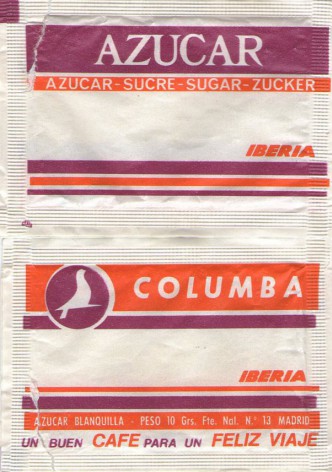 AZUCAR
AZUCAR-SUCRE-SUGAR-ZUCKER
IBERIA
COLUMBA
IBERIA
AZUCAR BLANQUILLA - PESO 10 Grs. Fte. Nal. N.º 13 MADRID
UN BUEN CAFE PARA UN FELIZ VIAJE